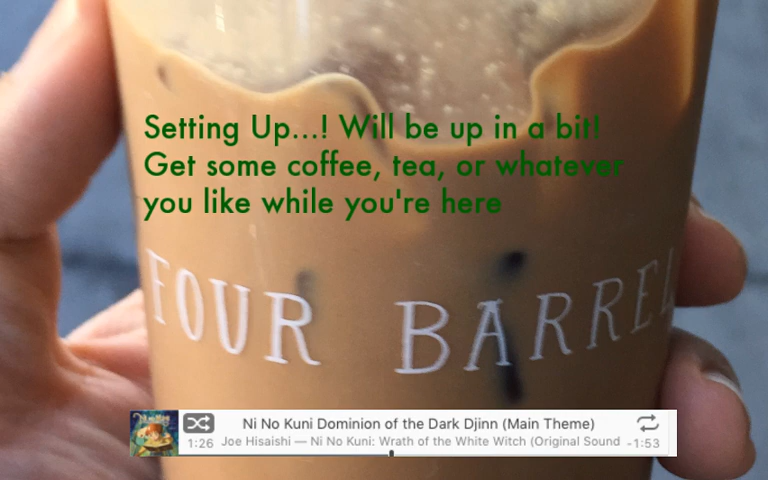 Setting Up...! Will be up in a bit!
Get some coffee, tea, or whatever
you like while you're here
FOUR BARREL
Ni No Kuni Dominion of the Dark Djinn (Main Theme)
1:26 Joe Hisaishi — Ni No Kuni: Wrath of the White Witch (Original Sound -1:53